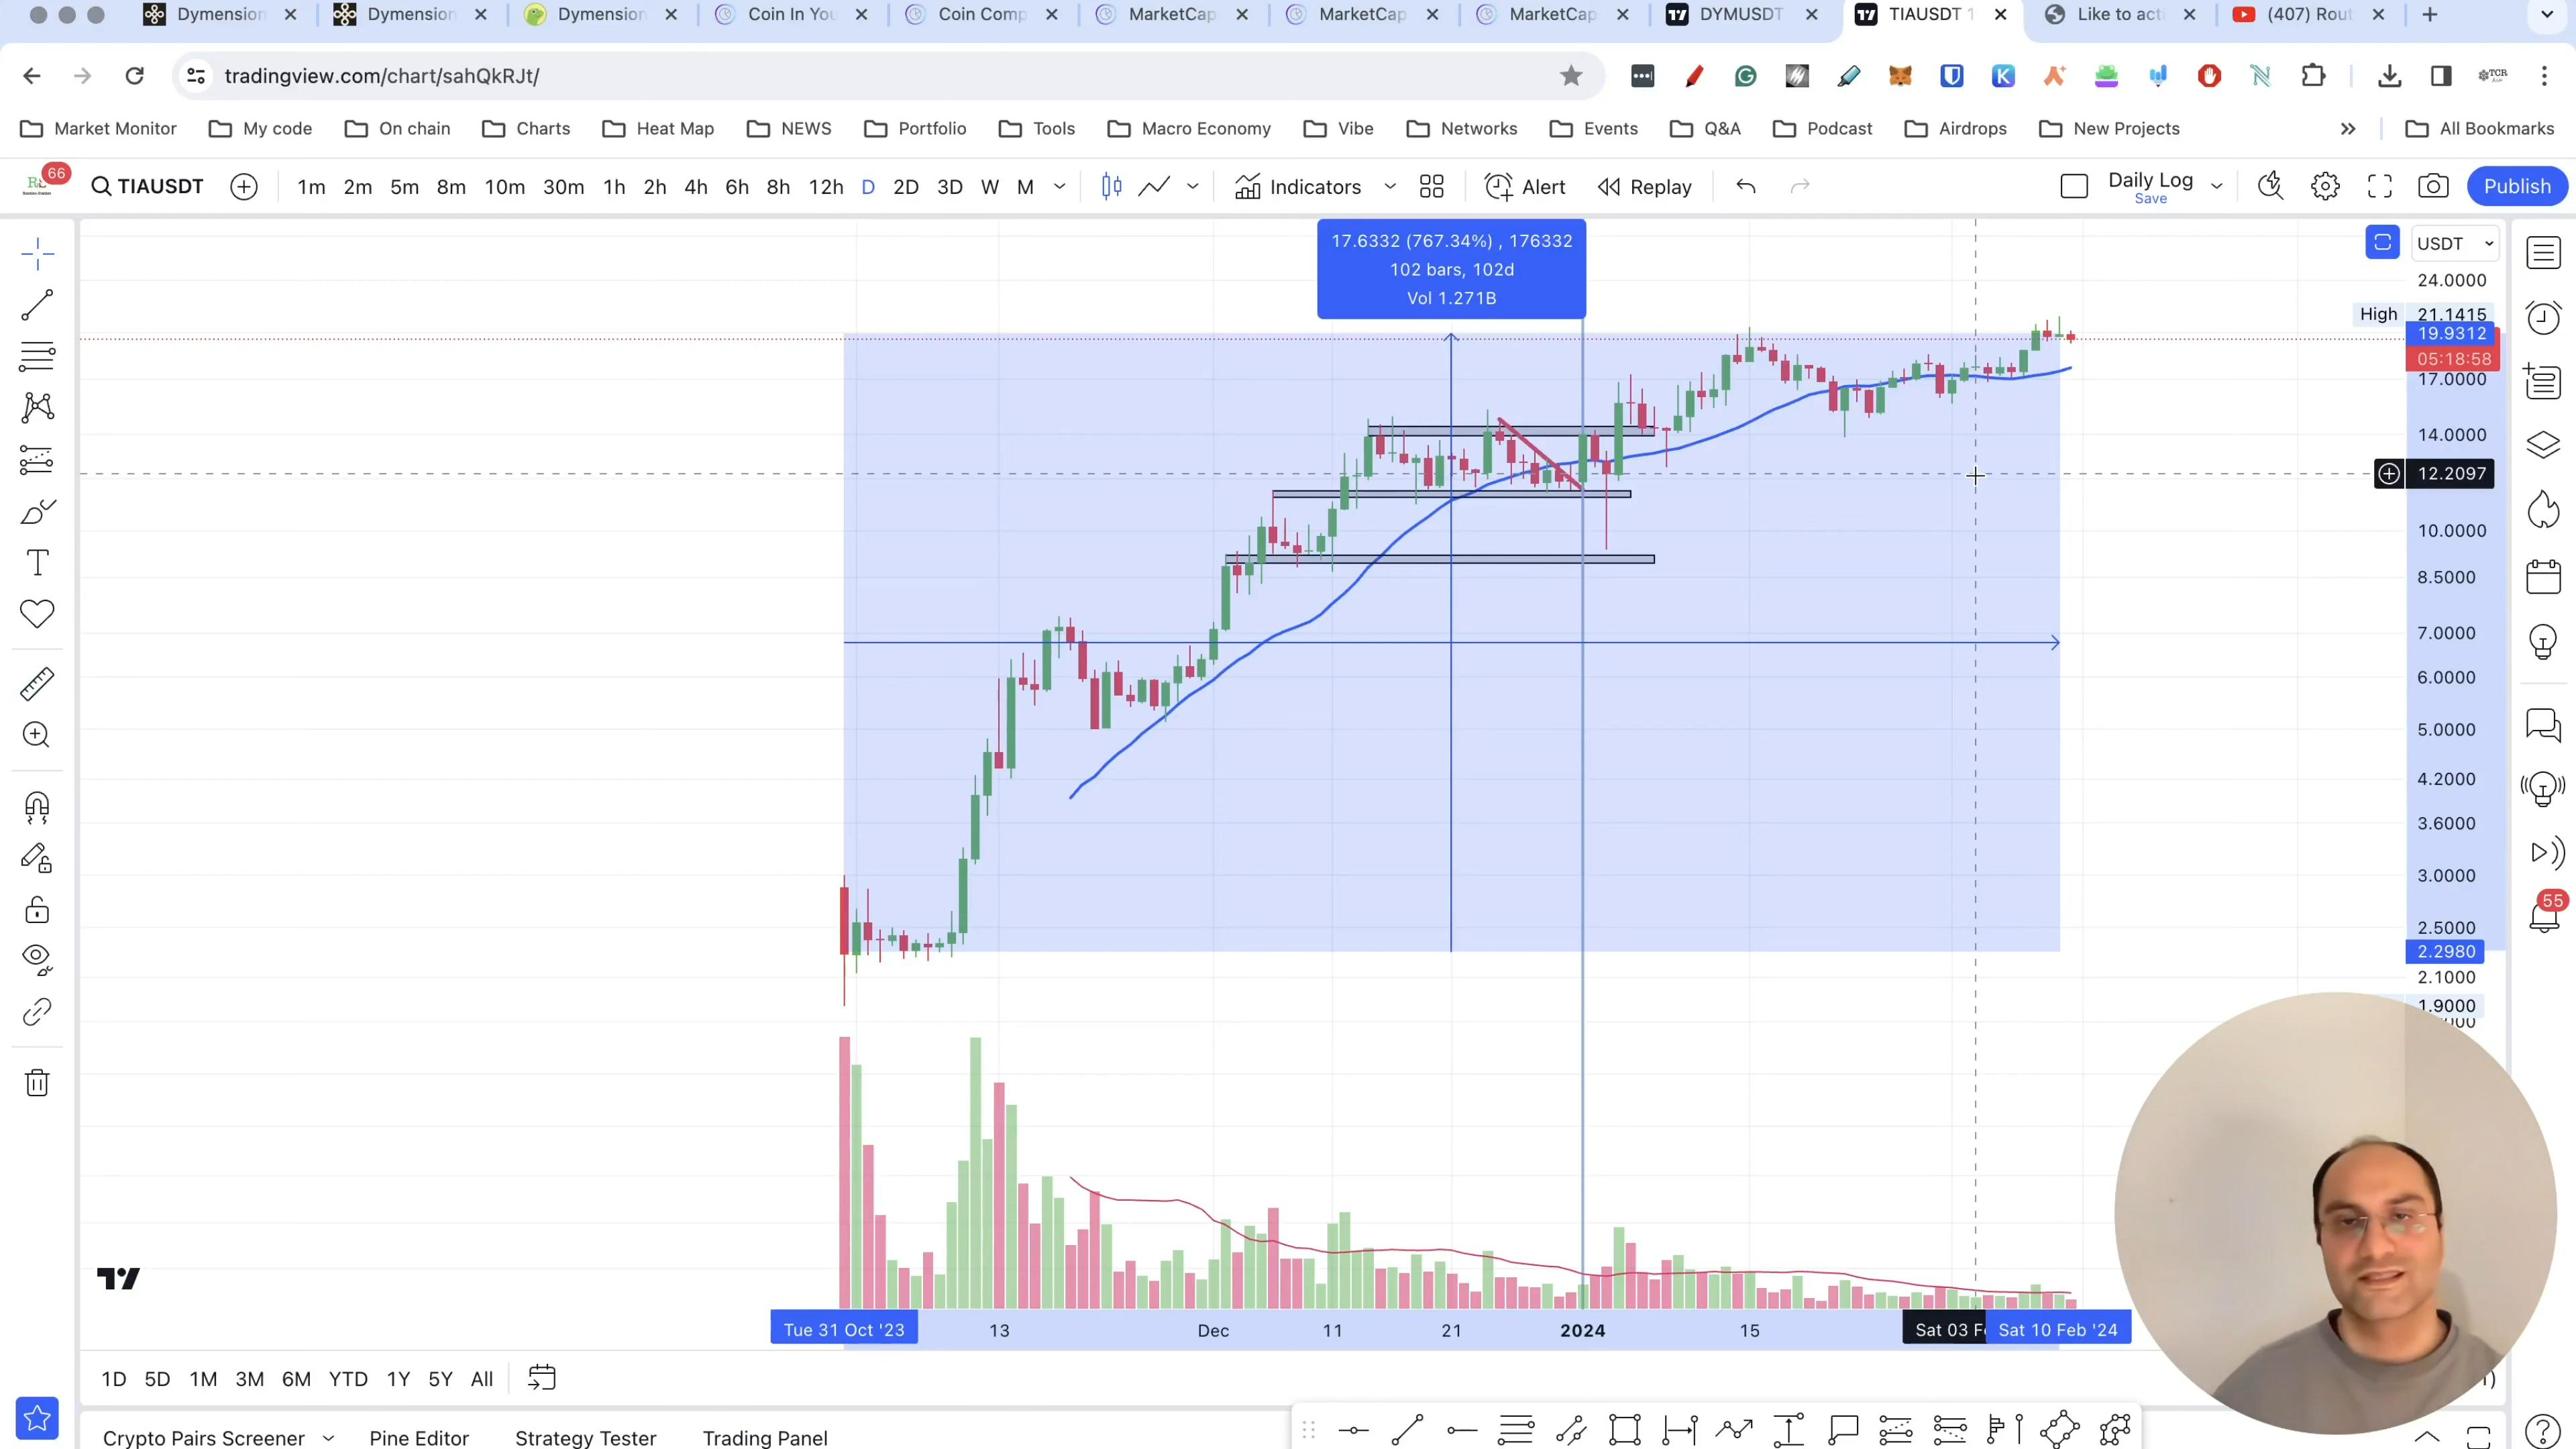 Dymension
Dymension
Dymension
Coin In You
Coin Comp
MarketCap
MarketCap
MarketCap
DYMUSDT
TIAUSDT 1
Like to act
(407) Rout
tradingview.com/chart/sahQkRJt/
Market Monitor
My code
On chain
Charts
Heat Map
NEWS
Portfolio
Tools
Macro Economy
Vibe
Networks
Events
Q&A
Podcast
Airdrops
New Projects
All Bookmarks
66
TIAUSDT
1m 2m 5m 8m 10m 30m 1h 2h 4h 6h 8h 12h D 2D 3D W M
Indicators
Alert
Replay
Daily Log
Save
Publish
17.6332 (767.34%) , 176332
102 bars, 102d
Vol 1.271B
USDT
24.0000
High 21.1415
19.9312
05:18:58
17.0000
14.0000
12.2097
10.0000
8.5000
7.0000
6.0000
5.0000
4.2000
3.6000
3.0000
2.5000
2.2980
2.1000
1.9000
55
Tue 31 Oct '23
13
Dec
11
21
2024
15
Sat 03 Fe
Sat 10 Feb '24
1D 5D 1M 3M 6M YTD 1Y 5Y All
Crypto Pairs Screener
Pine Editor
Strategy Tester
Trading Panel